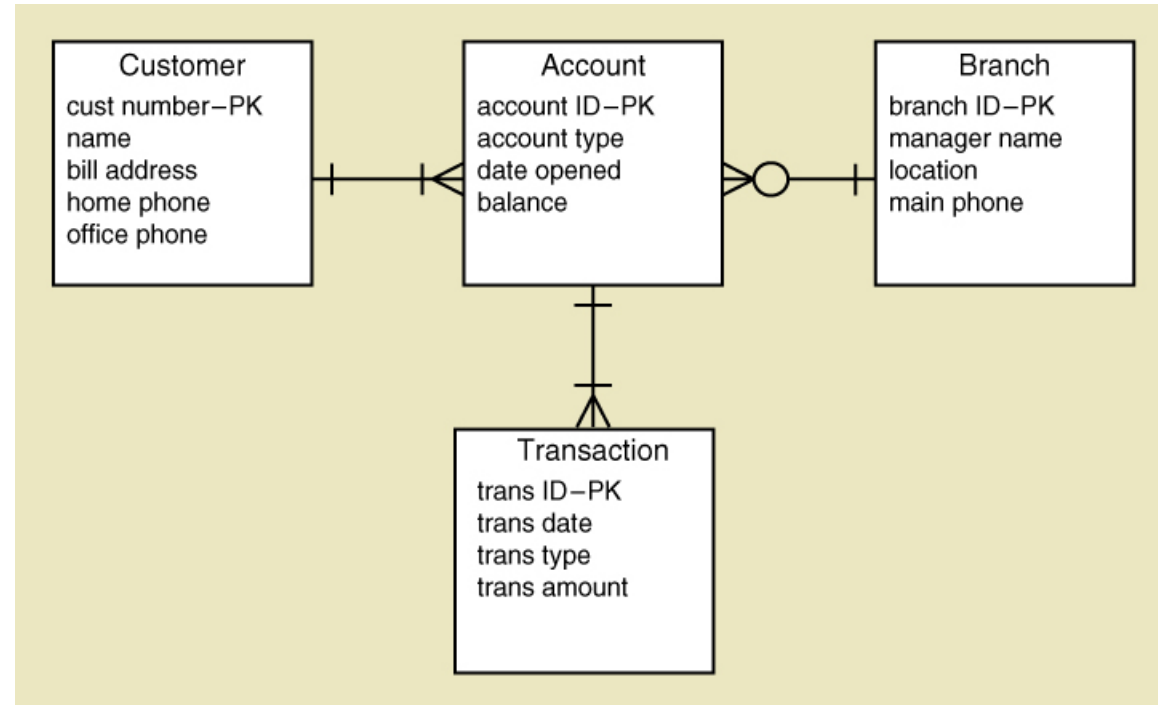 Customer
cust number–PK
name
bill address
home phone
office phone
Account
account ID–PK
account type
date opened
balance
Branch
branch ID–PK
manager name
location
main phone
Transaction
trans ID–PK
trans date
trans type
trans amount